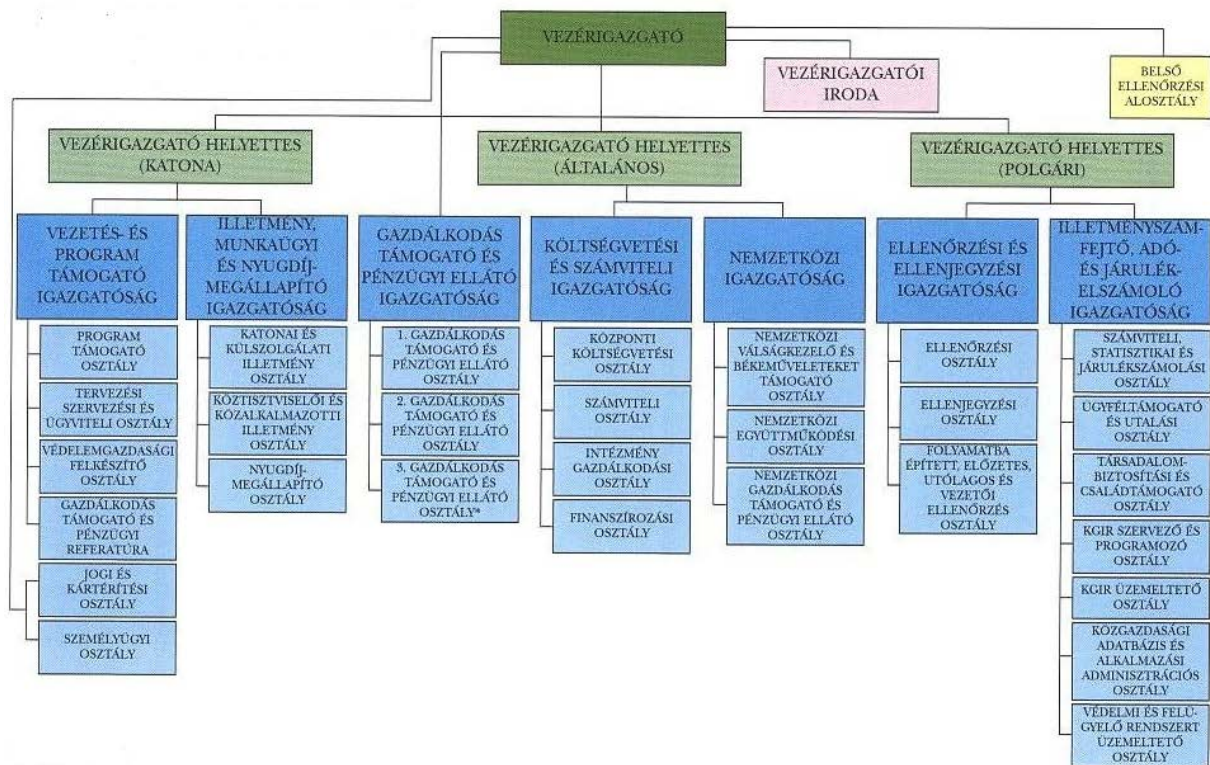 VEZÉRIGAZGATÓ
VEZÉRIGAZGATÓI
IRODA
BELSŐ
ELLENŐRZÉSI
ALOSZTÁLY
VEZÉRIGAZGATÓ HELYETTES
(KATONA)
VEZÉRIGAZGATÓ HELYETTES
(ÁLTALÁNOS)
VEZÉRIGAZGATÓ HELYETTES
(POLGÁRI)
VEZETÉS- ÉS
PROGRAM
TÁMOGATÓ
IGAZGATÓSÁG
PROGRAM
TÁMOGATÓ
OSZTÁLY
TERVEZÉSI
SZERVEZÉSI ÉS
ÜGYVITELI OSZTÁLY
VÉDELEMGAZDASÁGI
FELKÉSZÍTŐ
OSZTÁLY
GAZDÁLKODÁS
TÁMOGATÓ ÉS
PÉNZÜGYI
REFERATÚRA
JOGI ÉS
KÁRTÉRÍTÉSI
OSZTÁLY
SZEMÉLYÜGYI
OSZTÁLY
ILLETMÉNY,
MUNKAÜGYI
ÉS NYUGDÍJ-
MEGÁLLAPÍTÓ
IGAZGATÓSÁG
KATONAI ÉS
KÜLSZOLGÁLATI
ILLETMÉNY
OSZTÁLY
KÖZTISZTVISELŐI ÉS
KÖZALKALMAZOTTI
ILLETMÉNY
OSZTÁLY
NYUGDÍJ-
MEGÁLLAPÍTÓ
OSZTÁLY
GAZDÁLKODÁS
TÁMOGATÓ ÉS
PÉNZÜGYI ELLÁTÓ
IGAZGATÓSÁG
1. GAZDÁLKODÁS
TÁMOGATÓ ÉS
PÉNZÜGYI ELLÁTÓ
OSZTÁLY
2. GAZDÁLKODÁS
TÁMOGATÓ ÉS
PÉNZÜGYI ELLÁTÓ
OSZTÁLY
3. GAZDÁLKODÁS
TÁMOGATÓ ÉS
PÉNZÜGYI ELLÁTÓ
OSZTÁLY*
KÖLTSÉGVETÉSI
ÉS SZÁMVITELI
IGAZGATÓSÁG
KÖZPONTI
KÖLTSÉGVETÉSI
OSZTÁLY
SZÁMVITELI
OSZTÁLY
INTÉZMÉNY
GAZDÁLKODÁSI
OSZTÁLY
FINANSZÍROZÁSI
OSZTÁLY
NEMZETKÖZI
IGAZGATÓSÁG
NEMZETKÖZI
VÁLSÁGKEZELŐ ÉS
BÉKEMŰVELETEKET
TÁMOGATÓ
OSZTÁLY
NEMZETKÖZI
EGYÜTTMŰKÖDÉSI
OSZTÁLY
NEMZETKÖZI
GAZDÁLKODÁS
TÁMOGATÓ ÉS
PÉNZÜGYI ELLÁTÓ
OSZTÁLY
ELLENŐRZÉSI ÉS
ELLENJEGYZÉSI
IGAZGATÓSÁG
ELLENŐRZÉSI
OSZTÁLY
ELLENJEGYZÉSI
OSZTÁLY
FOLYAMATBA
ÉPÍTETT, ELŐZETES,
UTÓLAGOS ÉS
VEZETŐI
ELLENŐRZÉS
OSZTÁLY
ILLETMÉNYSZÁM-
FEJTŐ, ADÓ-
ÉS JÁRULÉK-
ELSZÁMOLÓ
IGAZGATÓSÁG
SZÁMVITELI,
STATISZTIKAI ÉS
JÁRULÉKSZÁMOLÁSI
OSZTÁLY
ÜGYFÉLTÁMOGATÓ
ÉS UTALÁSI
OSZTÁLY
TÁRSADALOM-
BIZTOSÍTÁSI ÉS
CSALÁDTÁMOGATÓ
OSZTÁLY
KGIR SZERVEZŐ ÉS
PROGRAMOZÓ
OSZTÁLY
KGIR ÜZEMELTETŐ
OSZTÁLY
KÖZGAZDASÁGI
ADATBÁZIS ÉS
ALKALMAZÁSI
ADMINISZTRÁCIÓS
OSZTÁLY
VÉDELMI ÉS FELÜ-
GYELŐ RENDSZERT
ÜZEMELTETŐ
OSZTÁLY